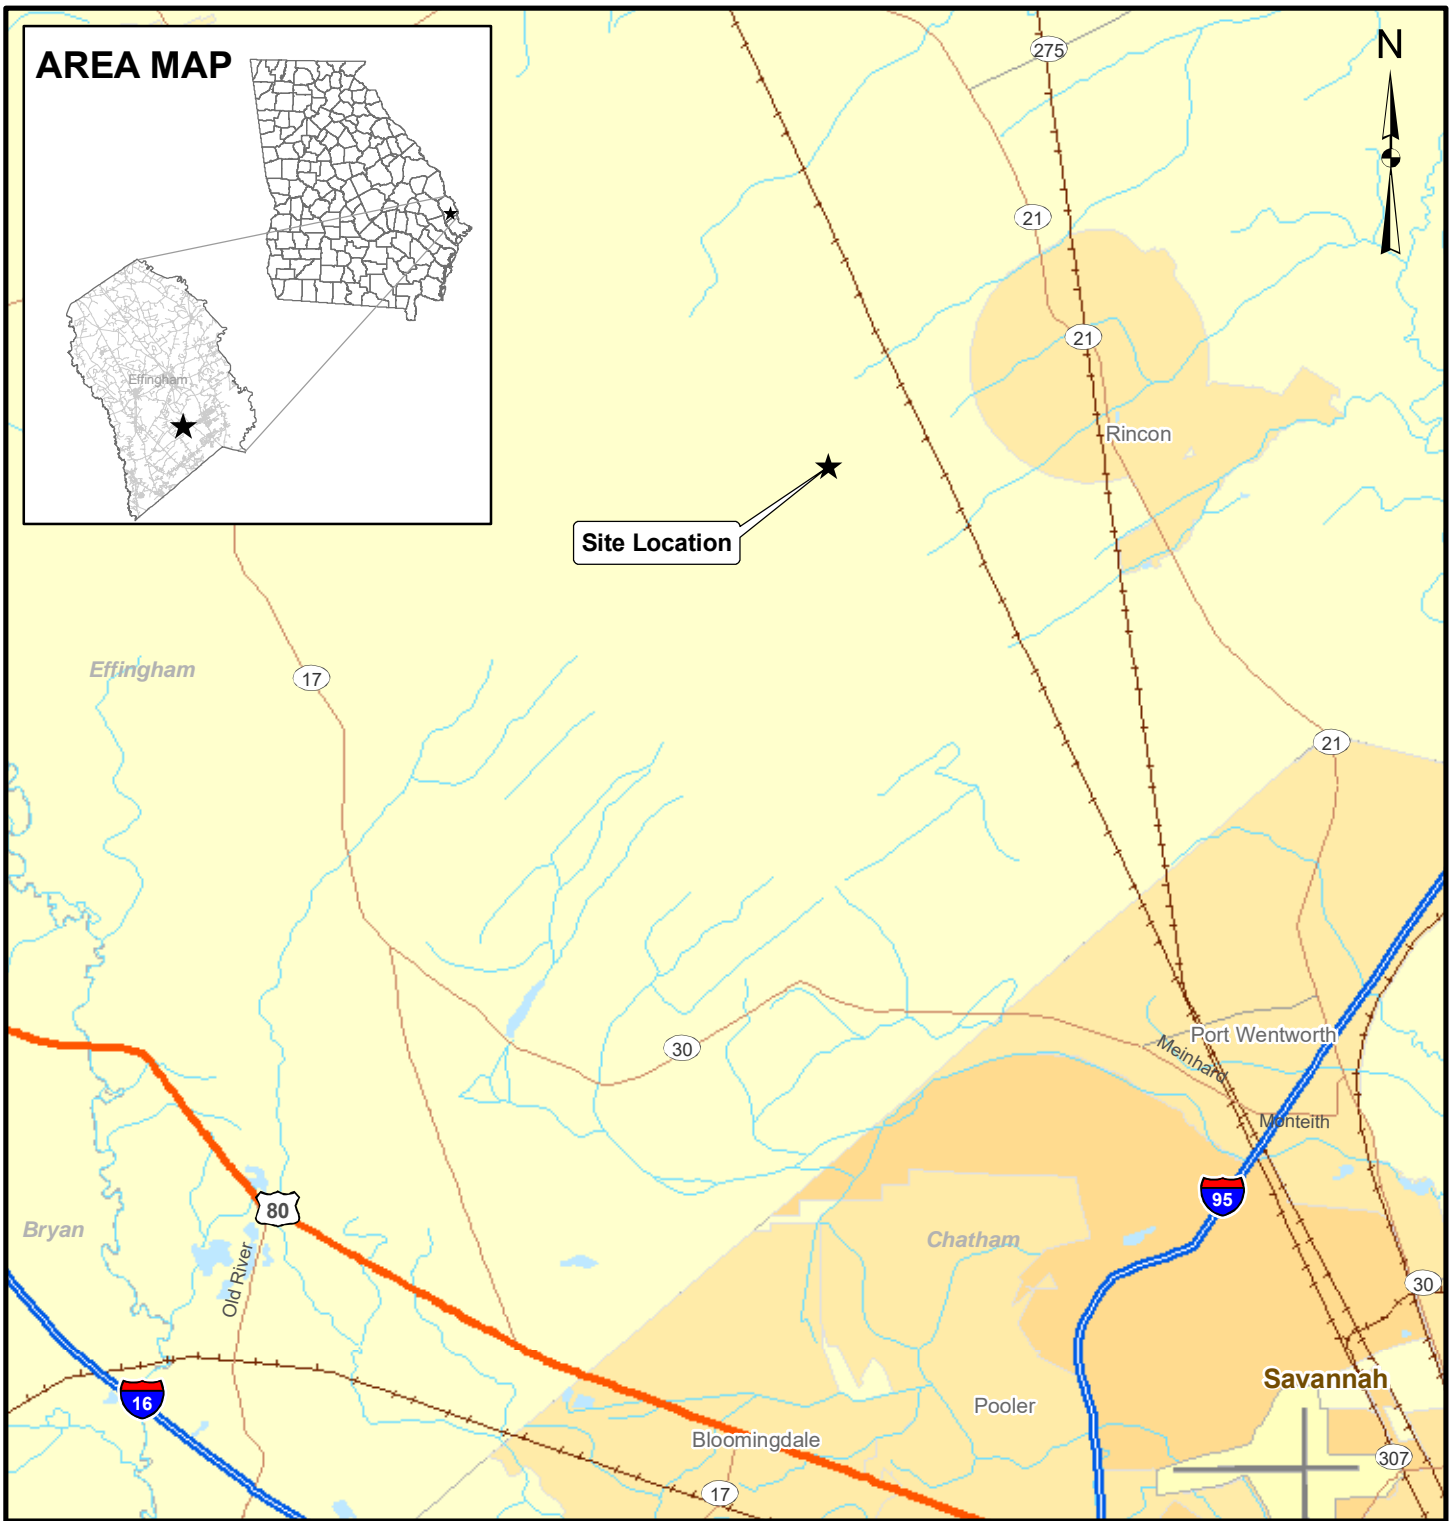 AREA MAP
N
275
21
Effingham
21
Rincon
Site Location
Effingham
17
21
30
Port Wentworth
Meinhard
Monteith
95
80
Bryan
Chatham
Old River
30
Savannah
16
Pooler
Bloomingdale
307
17